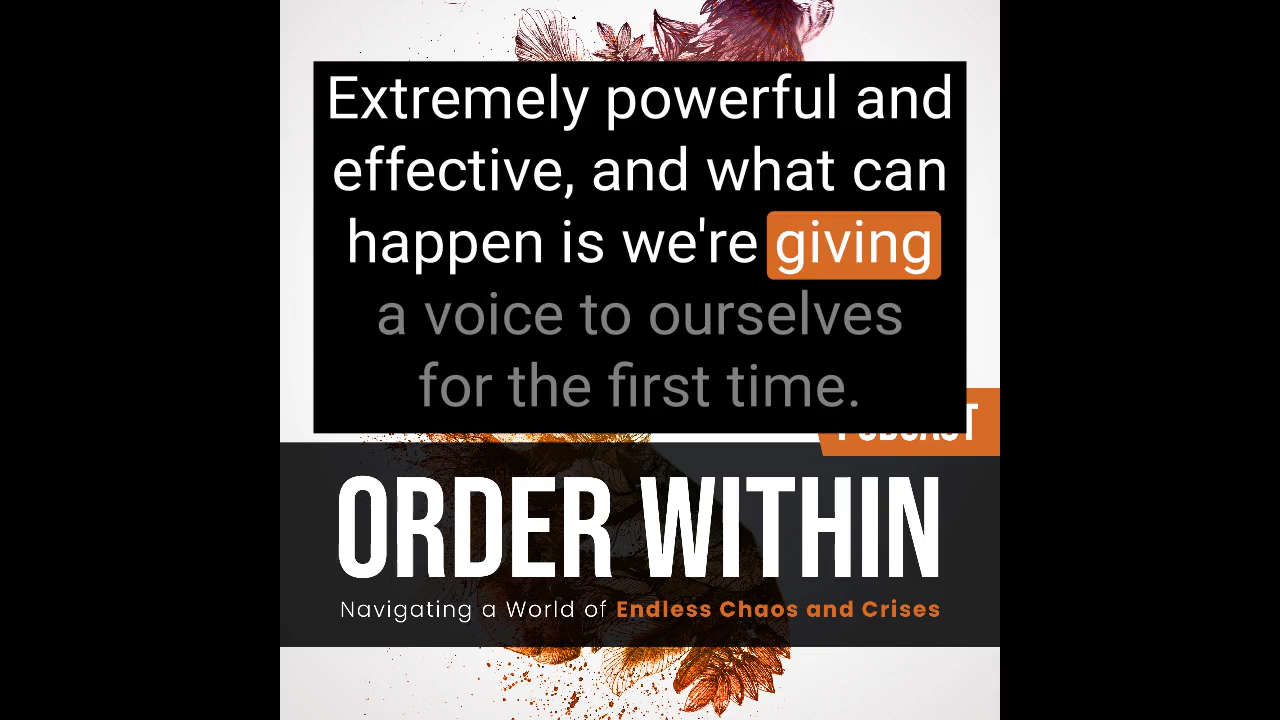 Extremely powerful and
effective, and what can
happen is we're giving
a voice to ourselves
for the first time.
PODCAST
ORDER WITHIN
Navigating a World of Endless Chaos and Crises